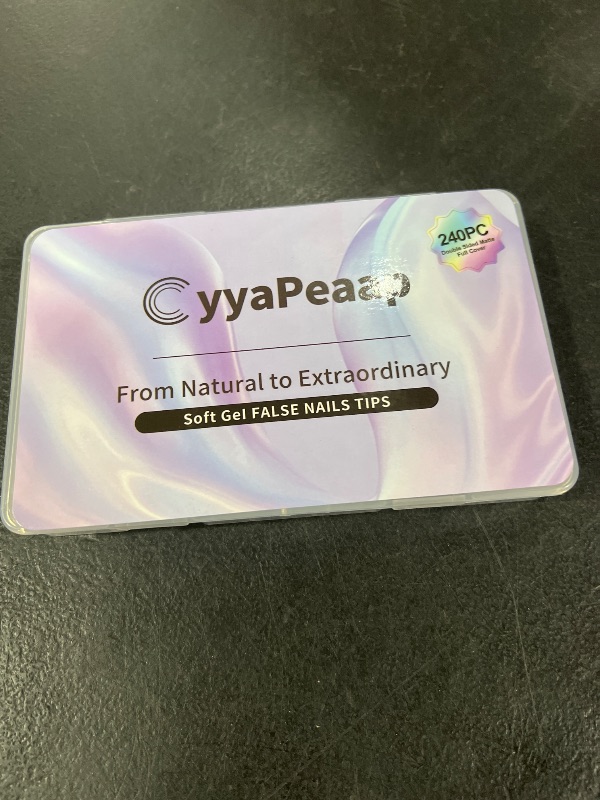 240PC
Double Sided Matte
Full Cover
CyyaPeaap
From Natural to Extraordinary
Soft Gel FALSE NAILS TIPS